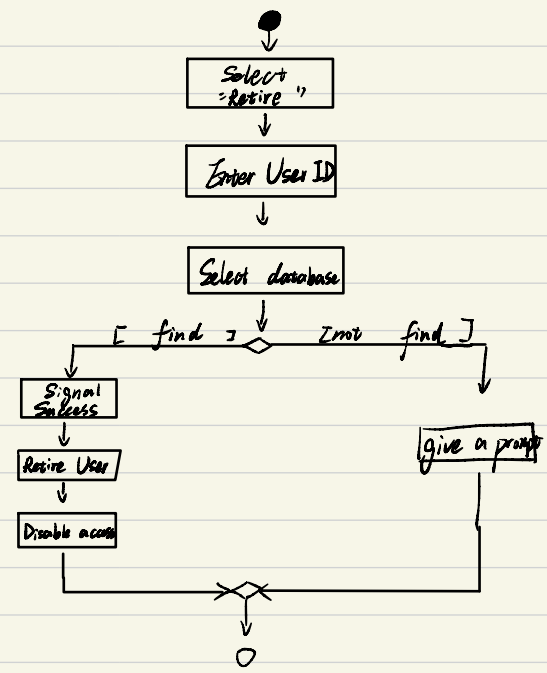 Select
"Retire"
Enter User ID
Select database
[ find ]
[not find]
Signal
Success
give a prompt
Retire User
Disable access